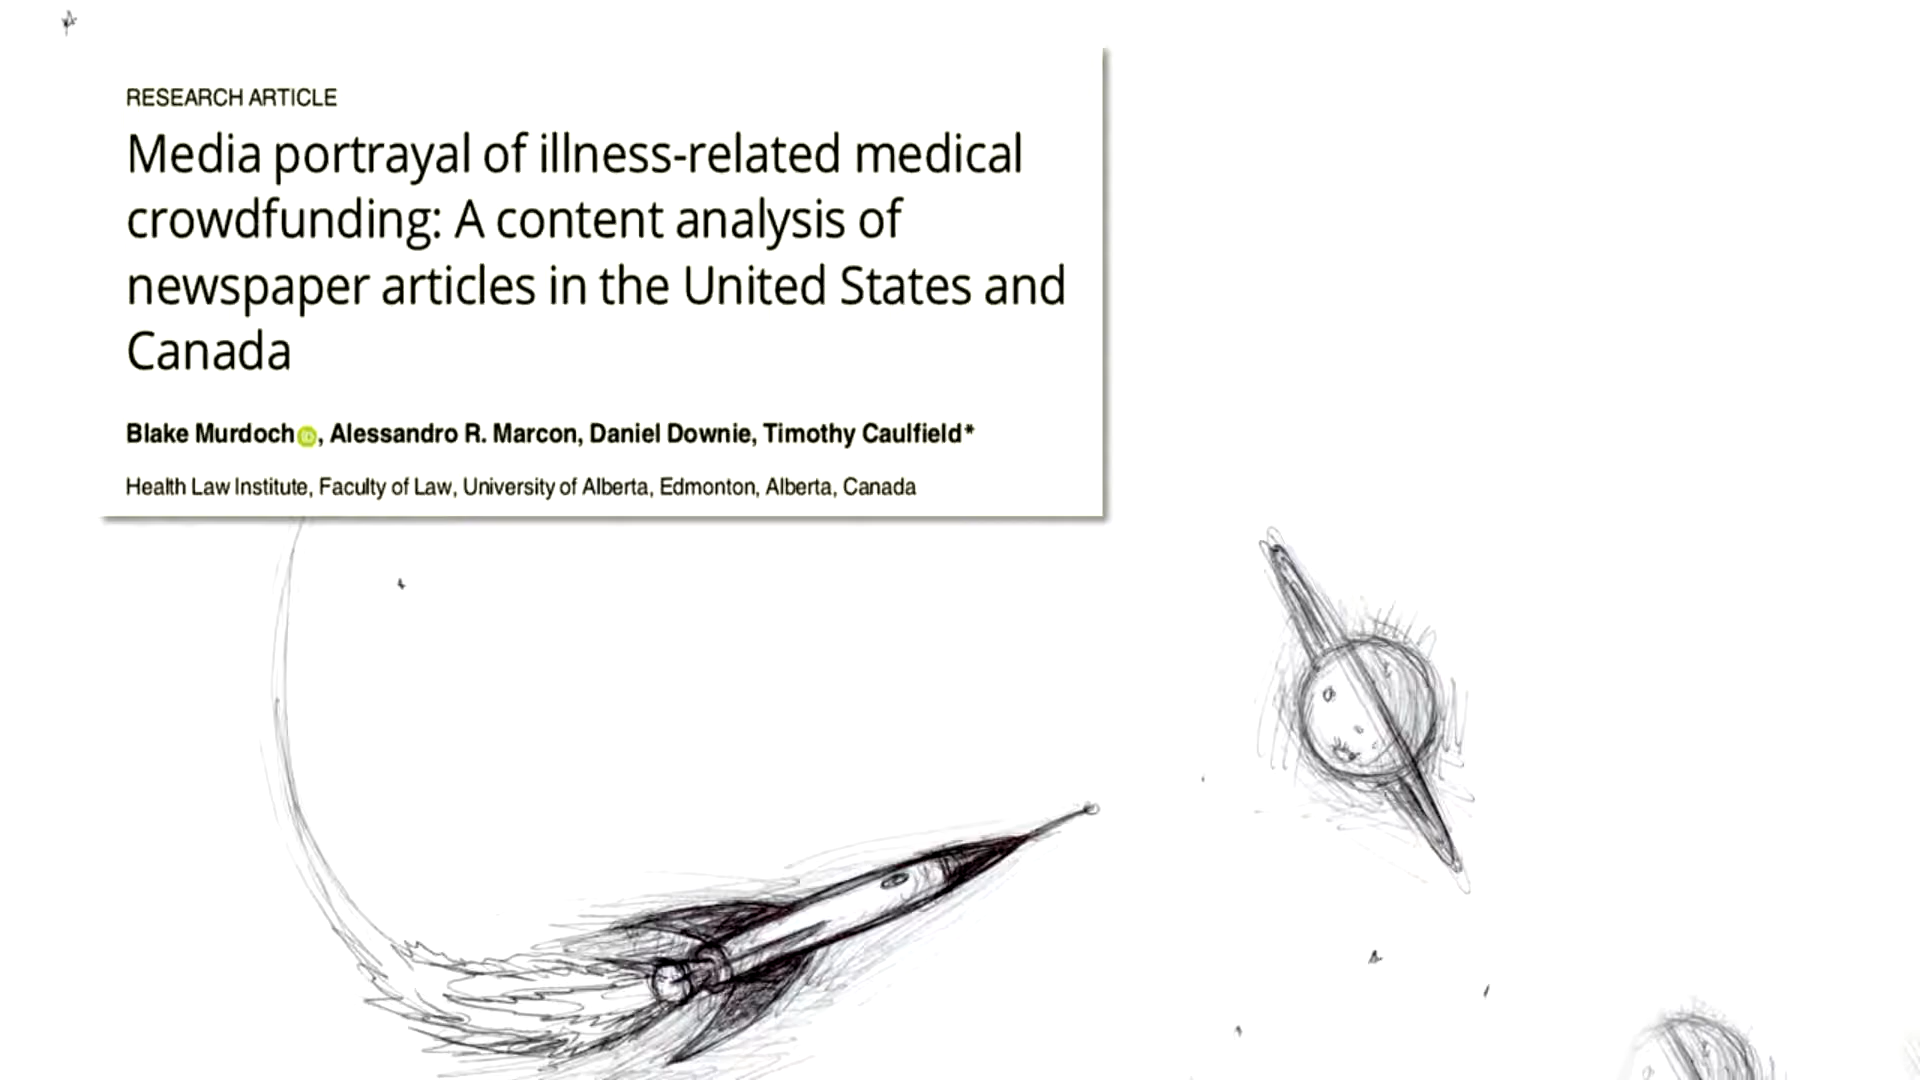 RESEARCH ARTICLE
Media portrayal of illness-related medical
crowdfunding: A content analysis of
newspaper articles in the United States and
Canada
Blake Murdoch, Alessandro R. Marcon, Daniel Downie, Timothy Caulfield*
Health Law Institute, Faculty of Law, University of Alberta, Edmonton, Alberta, Canada